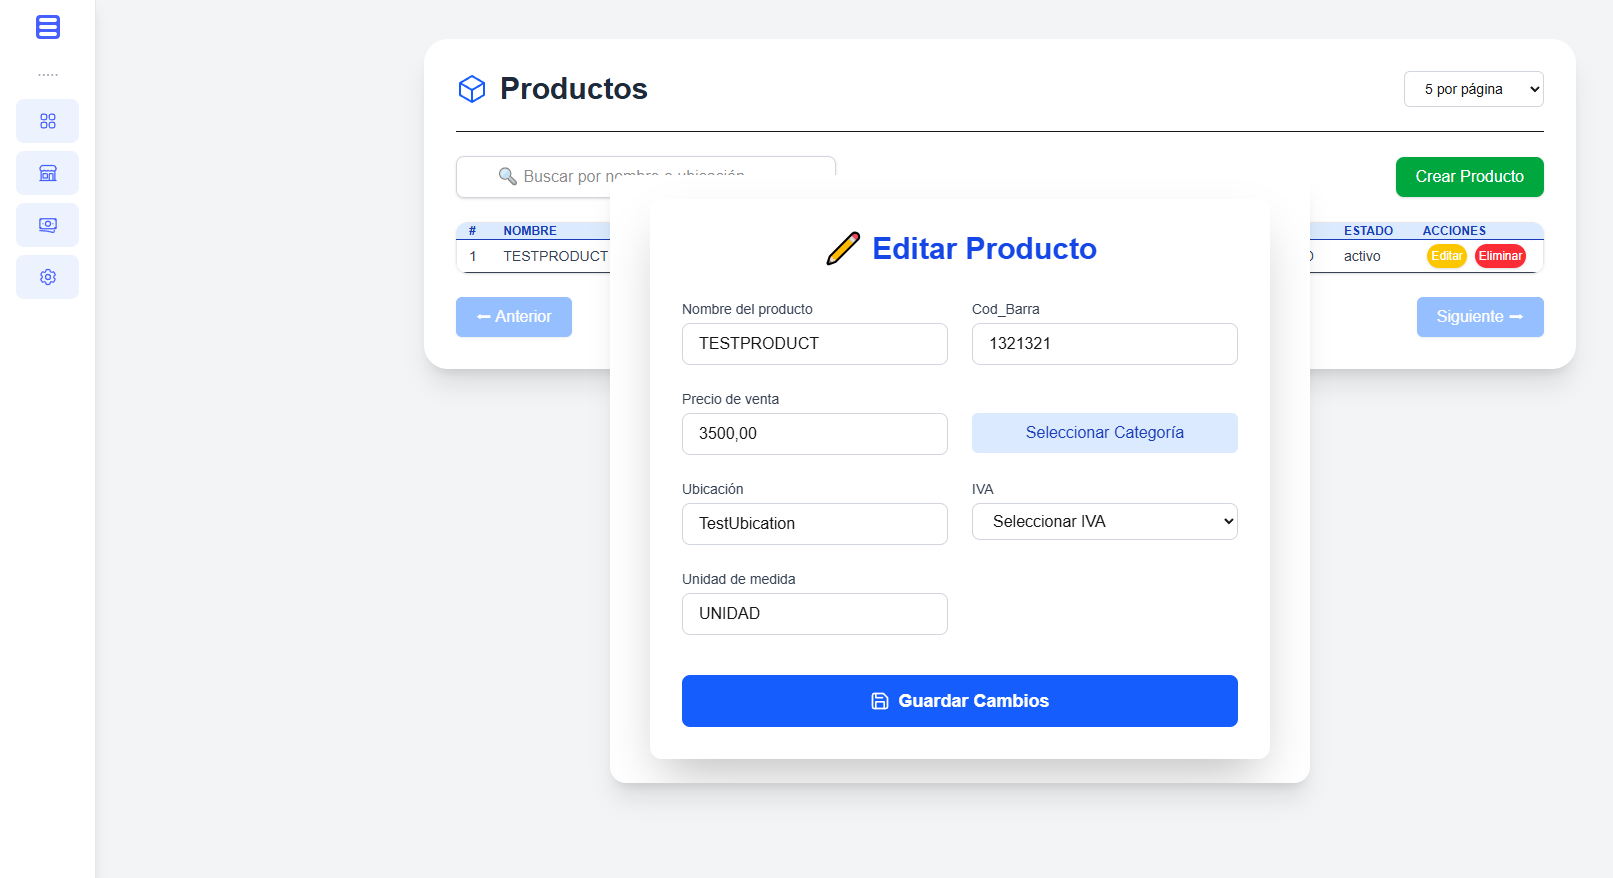 .....
Productos
5 por página
Buscar por nombre o ubicación
Crear Producto
# NOMBRE ESTADO ACCIONES
1 TESTPRODUCT activo Editar Eliminar
← Anterior
Siguiente →
Editar Producto
Nombre del producto
TESTPRODUCT
Cod_Barra
1321321
Precio de venta
3500,00
Seleccionar Categoría
Ubicación
TestUbication
IVA
Seleccionar IVA
Unidad de medida
UNIDAD
Guardar Cambios